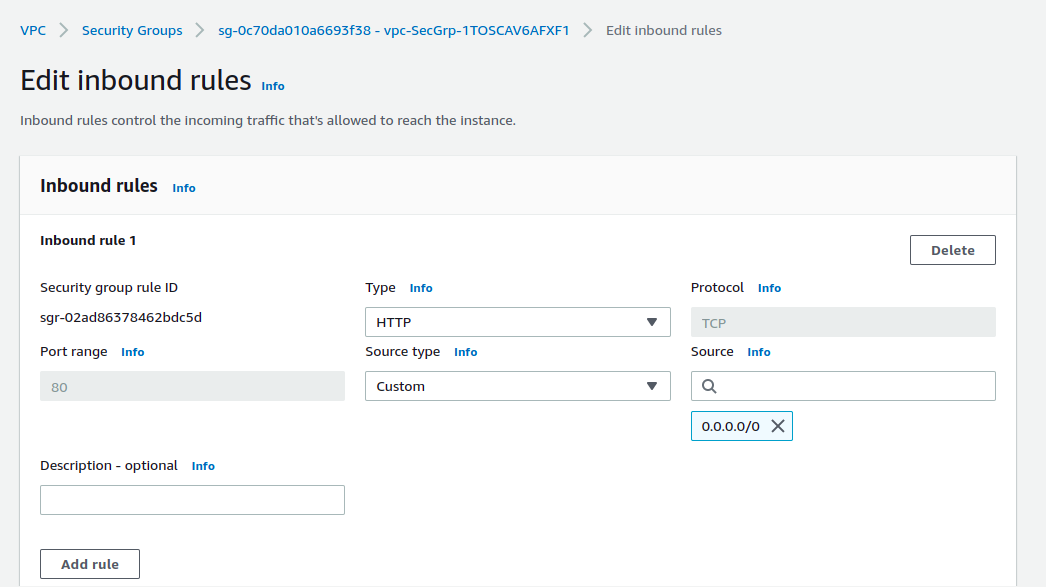 VPC > Security Groups > sg-0c70da010a6693f38 - vpc-SecGrp-1TOSCAV6AFXF1 > Edit inbound rules
Edit inbound rules Info
Inbound rules control the incoming traffic that's allowed to reach the instance.
Inbound rules Info
Inbound rule 1
Delete
Security group rule ID
sgr-02ad86378462bdc5d
Type Info
HTTP
Protocol Info
TCP
Port range Info
80
Source type Info
Custom
Source Info
0.0.0.0/0
Description - optional Info
Add rule